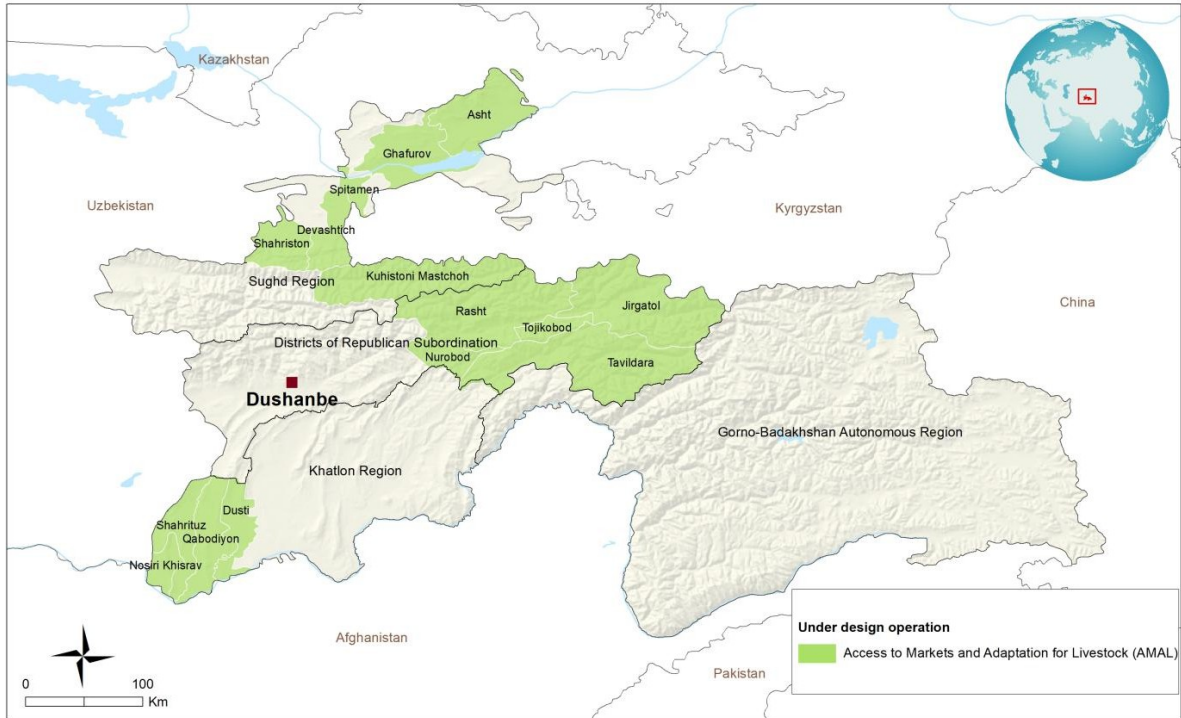 Kazakhstan
Asht
Ghafurov
Spitamen
Uzbekistan
Kyrgyzstan
Devashtich
Shahriston
Kuhistoni Mastchoh
Sughd Region
China
Jirgatol
Rasht
Tojikobod
Districts of Republican Subordination
Nurobod
Tavildara
Dushanbe
Gorno-Badakhshan Autonomous Region
Khatlon Region
Dusti
Shahrituz
Qabodiyon
Nosiri Khisrav
Afghanistan
Pakistan
Under design operation
Access to Markets and Adaptation for Livestock (AMAL)
0 100
Km